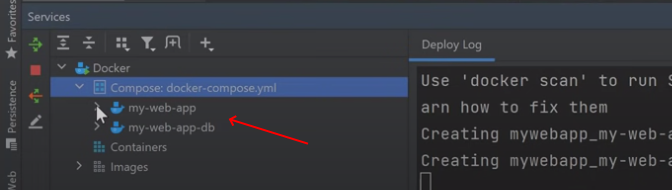 Services
Favorites
Persistence
Web
Docker
Compose: docker-compose.yml
my-web-app
my-web-app-db
Containers
Images
Deploy Log
Use 'docker scan' to run S
arn how to fix them
Creating mywebapp_my-web-a
Creating mywebapp_my-web-a